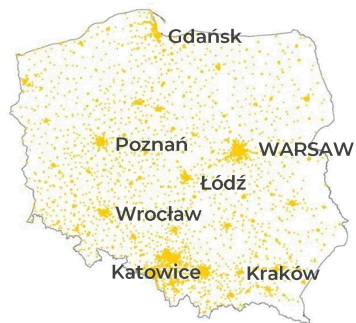 Gdańsk
Poznań
WARSAW
Łódź
Wrocław
Katowice
Kraków